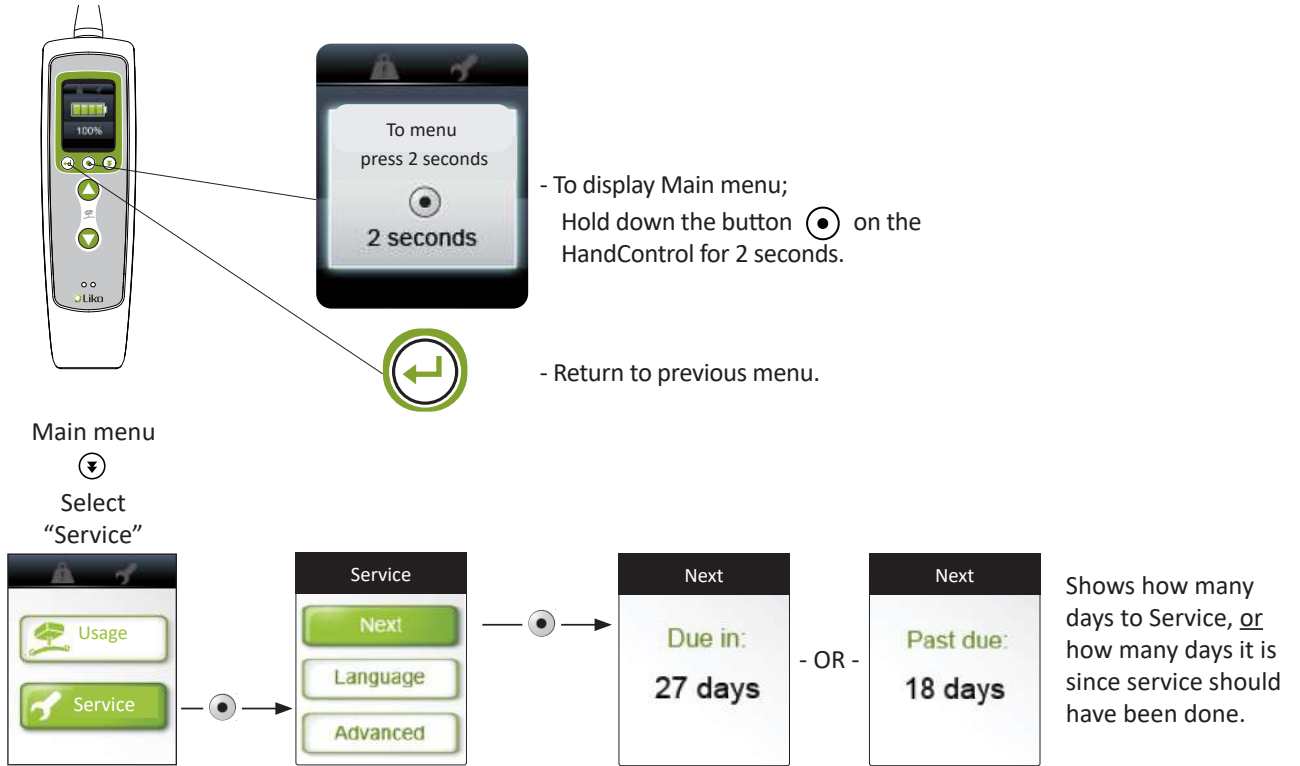 100%
Liko
To menu
press 2 seconds
2 seconds
- To display Main menu;
Hold down the button on the
HandControl for 2 seconds.
- Return to previous menu.
Main menu
Select
“Service”
Usage
Service
Service
Next
Language
Advanced
Next
Due in:
27 days
- OR -
Next
Past due:
18 days
Shows how many
days to Service, or
how many days it is
since service should
have been done.